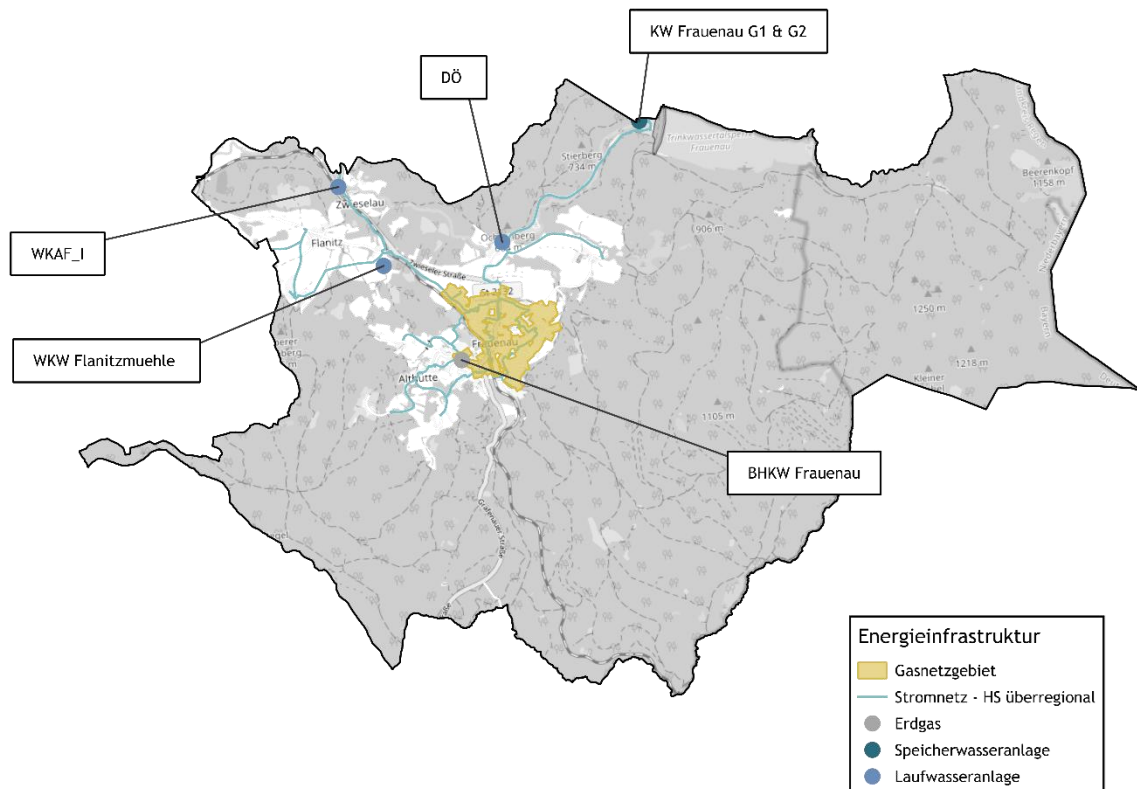 KW Frauenau G1 & G2
DÖ
Trinkwassertalsperre
Frauenau
Stierberg
734 m
Beerenkopf
1158 m
Zwieselau
906 m
WKAF_I
Flanitz
Zwieseler Straße
1250 m
WKW Flanitzmuehle
Frauenau
Althütte
1218 m
Kleiner
1105 m
BHKW Frauenau
Grafenauer Straße
Energieinfrastruktur
Gasnetzgebiet
Stromnetz - HS überregional
Erdgas
Speicherwasseranlage
Laufwasseranlage